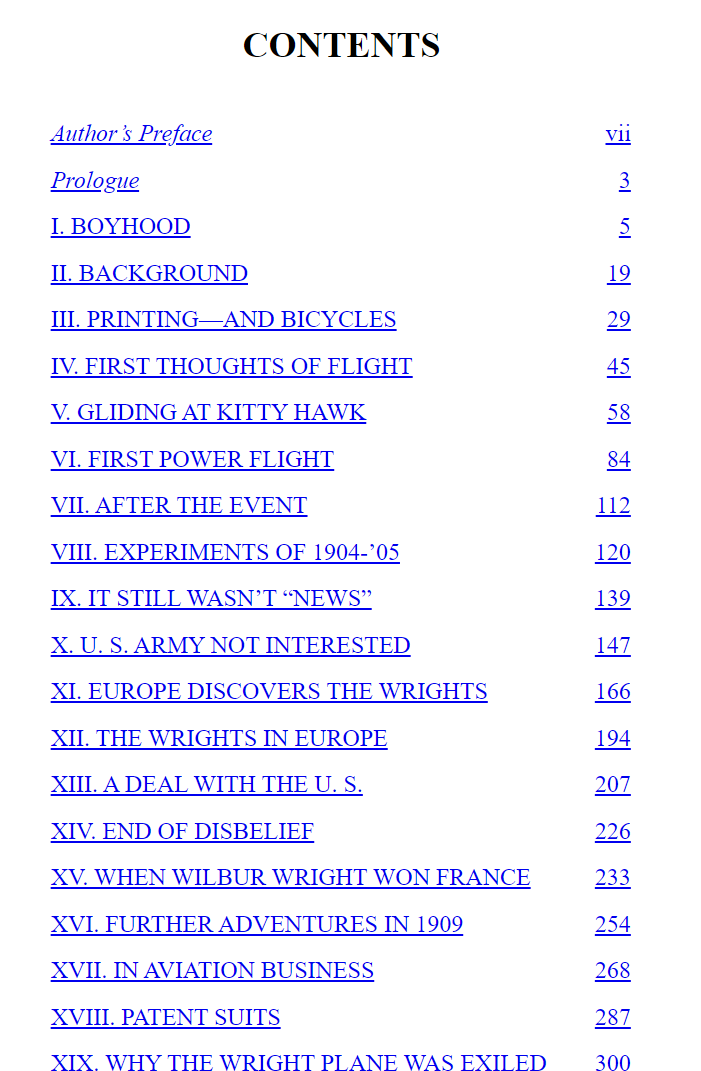 CONTENTS
Author’s Preface vii
Prologue 3
I. BOYHOOD 5
II. BACKGROUND 19
III. PRINTING—AND BICYCLES 29
IV. FIRST THOUGHTS OF FLIGHT 45
V. GLIDING AT KITTY HAWK 58
VI. FIRST POWER FLIGHT 84
VII. AFTER THE EVENT 112
VIII. EXPERIMENTS OF 1904-’05 120
IX. IT STILL WASN’T “NEWS” 139
X. U. S. ARMY NOT INTERESTED 147
XI. EUROPE DISCOVERS THE WRIGHTS 166
XII. THE WRIGHTS IN EUROPE 194
XIII. A DEAL WITH THE U. S. 207
XIV. END OF DISBELIEF 226
XV. WHEN WILBUR WRIGHT WON FRANCE 233
XVI. FURTHER ADVENTURES IN 1909 254
XVII. IN AVIATION BUSINESS 268
XVIII. PATENT SUITS 287
XIX. WHY THE WRIGHT PLANE WAS EXILED 300